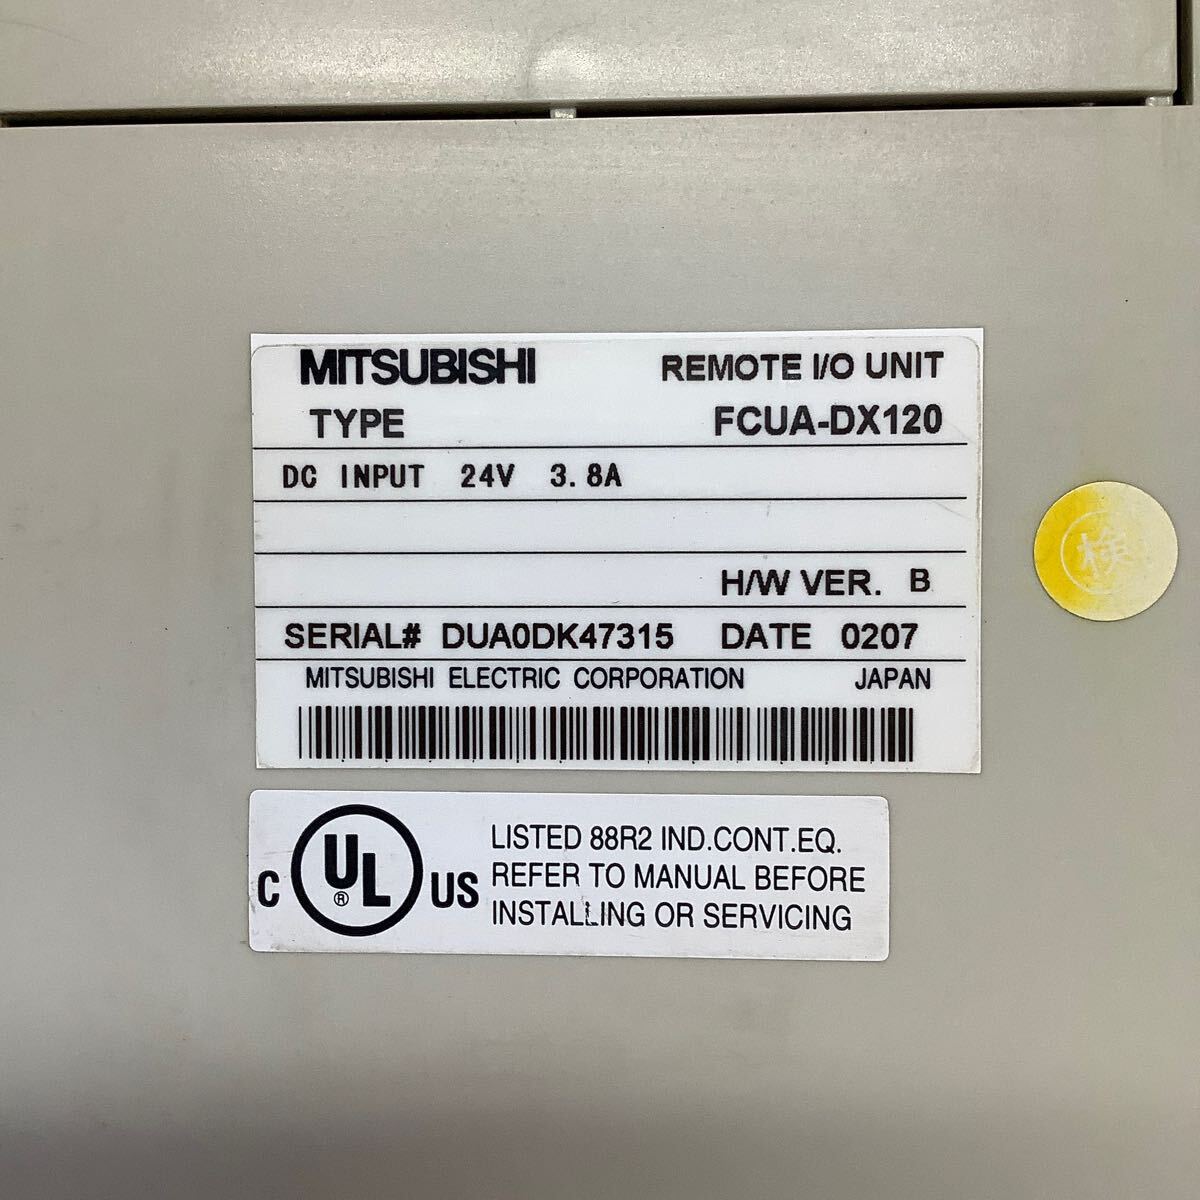 MITSUBISHI REMOTE I/O UNIT
TYPE FCUA-DX120
DC INPUT 24V 3.8A
H/W VER. B
SERIAL# DUA0DK47315 DATE 0207
MITSUBISHI ELECTRIC CORPORATION JAPAN
検
C UL ® US
LISTED 88R2 IND.CONT.EQ.
REFER TO MANUAL BEFORE
INSTALLING OR SERVICING